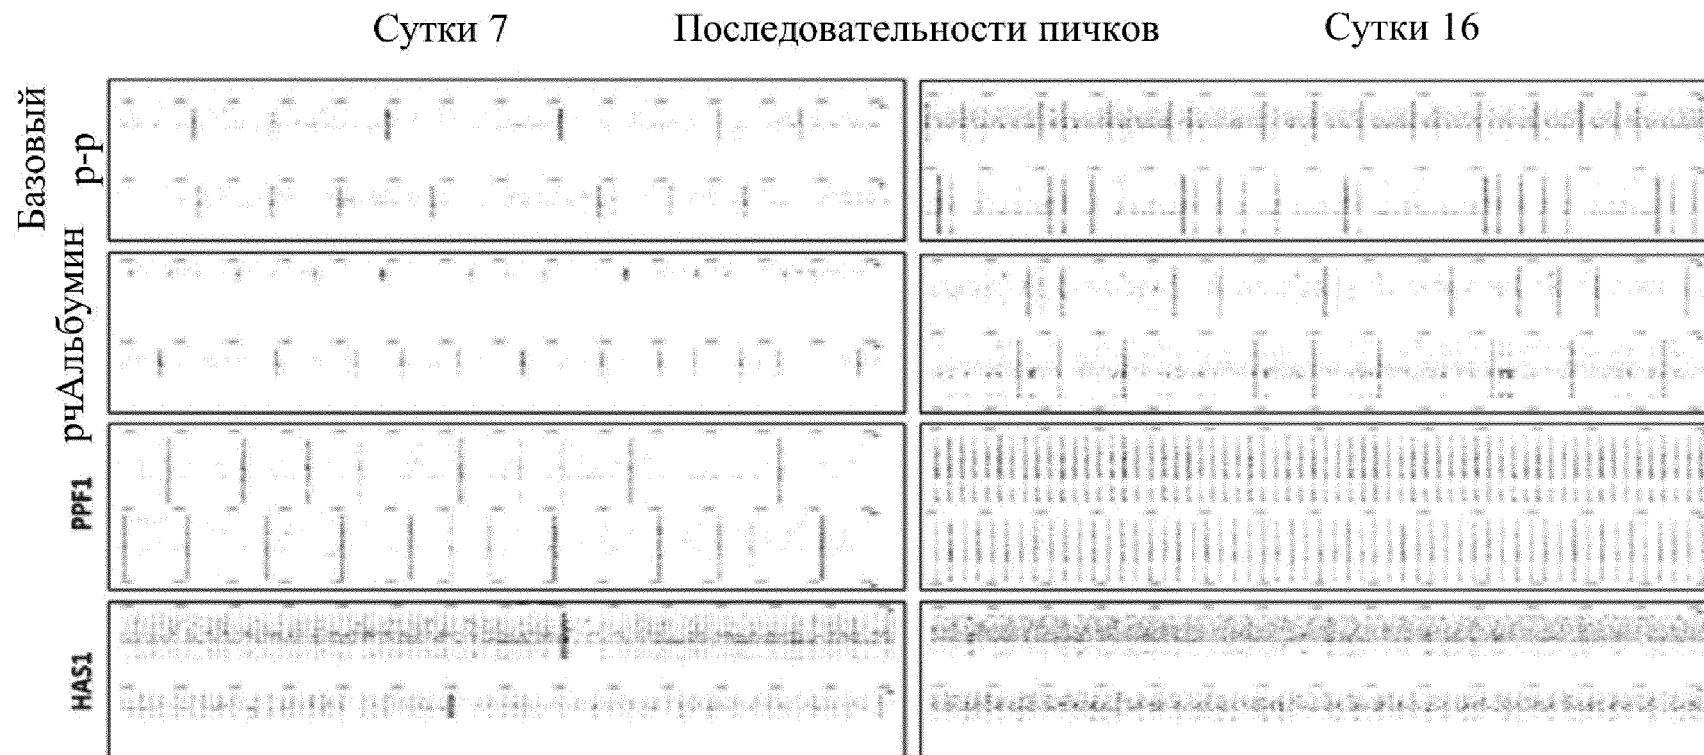 Сутки 7 Последовательности пичков Сутки 16
Базовый
р-р
рчАльбумин
PPF1
HAS1